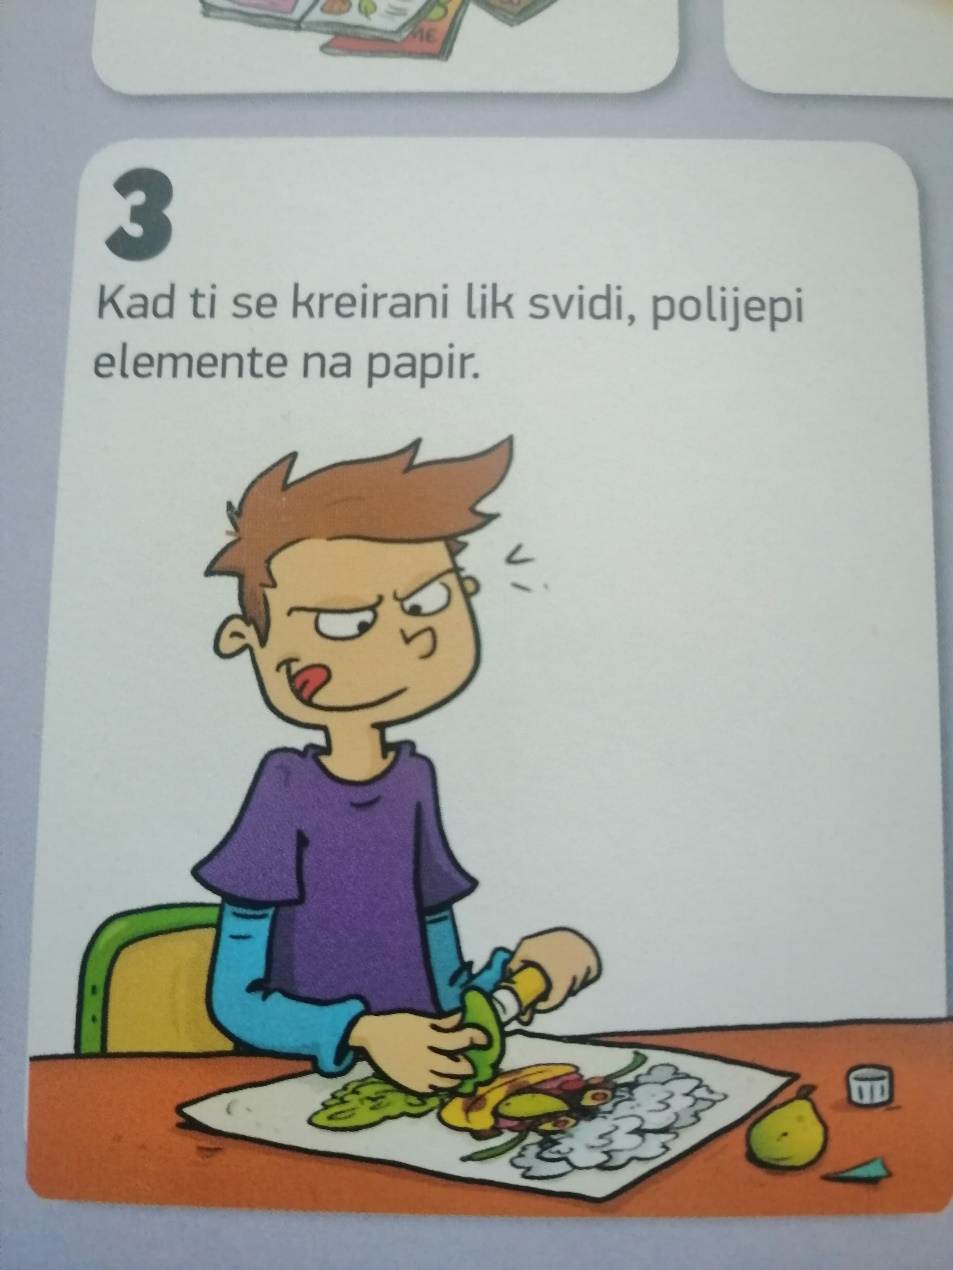 3
Kad ti se kreirani lik svidi, polijepi
elemente na papir.